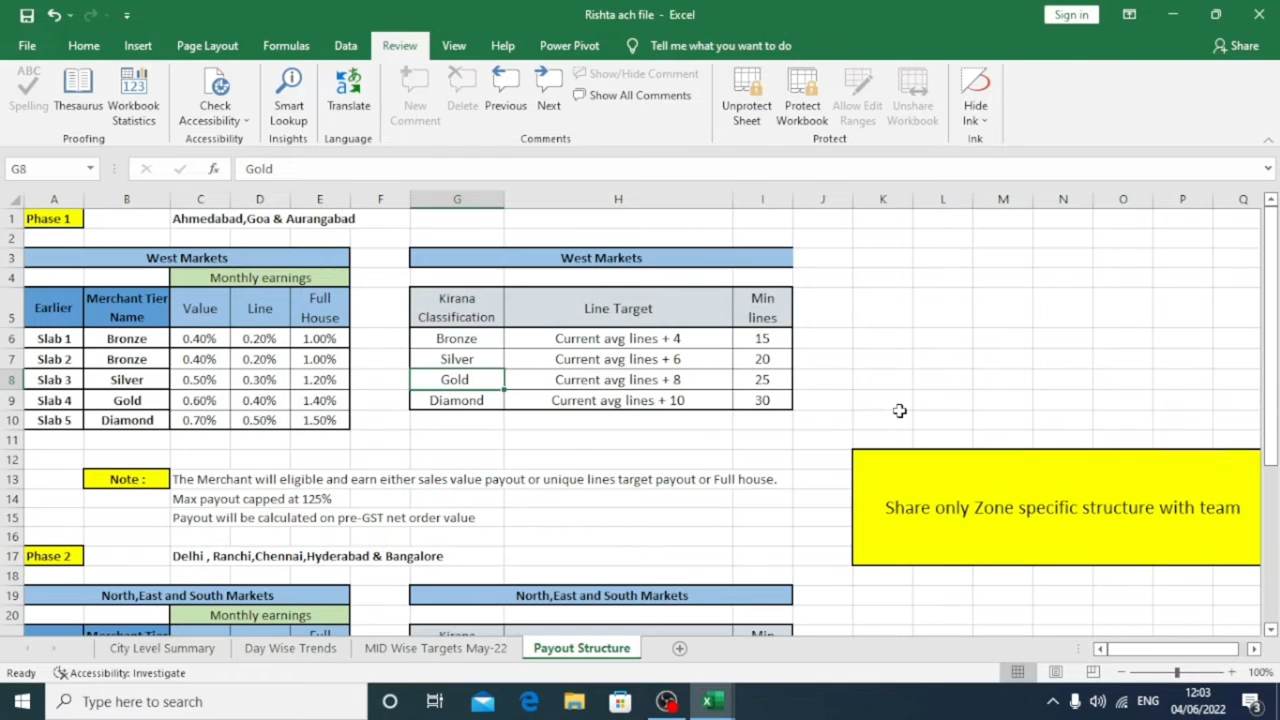 Rishta ach file - Excel
Sign in
File Home Insert Page Layout Formulas Data Review View Help Power Pivot Tell me what you want to do Share
ABC
Spelling
Thesaurus
Workbook Statistics
Proofing
Check Accessibility
Accessibility
Smart Lookup
Insights
Translate
Language
New Comment
Delete
Previous
Next
Show/Hide Comment
Show All Comments
Comments
Unprotect Sheet
Protect Workbook
Allow Edit Ranges
Unshare Workbook
Protect
Hide Ink
Ink
G8 fx Gold
A B C D E F G H I J K L M N O P Q
1 Phase 1 Ahmedabad,Goa & Aurangabad
2
3 West Markets West Markets
4 Monthly earnings
5 Earlier Merchant Tier Name Value Line Full House Kirana Classification Line Target Min lines
6 Slab 1 Bronze 0.40% 0.20% 1.00% Bronze Current avg lines + 4 15
7 Slab 2 Bronze 0.40% 0.20% 1.00% Silver Current avg lines + 6 20
8 Slab 3 Silver 0.50% 0.30% 1.20% Gold Current avg lines + 8 25
9 Slab 4 Gold 0.60% 0.40% 1.40% Diamond Current avg lines + 10 30
10 Slab 5 Diamond 0.70% 0.50% 1.50%
11
12
13 Note : The Merchant will eligible and earn either sales value payout or unique lines target payout or Full house.
14 Max payout capped at 125%
Share only Zone specific structure with team
15 Payout will be calculated on pre-GST net order value
16
17 Phase 2 Delhi , Ranchi,Chennai,Hyderabad & Bangalore
18
19 North,East and South Markets North,East and South Markets
20 Monthly earnings
Merchant Tier Full Kirana Min
City Level Summary Day Wise Trends MID Wise Targets May-22 Payout Structure
Ready Accessibility: Investigate 100%
Type here to search
ENG
12:03
04/06/2022
3